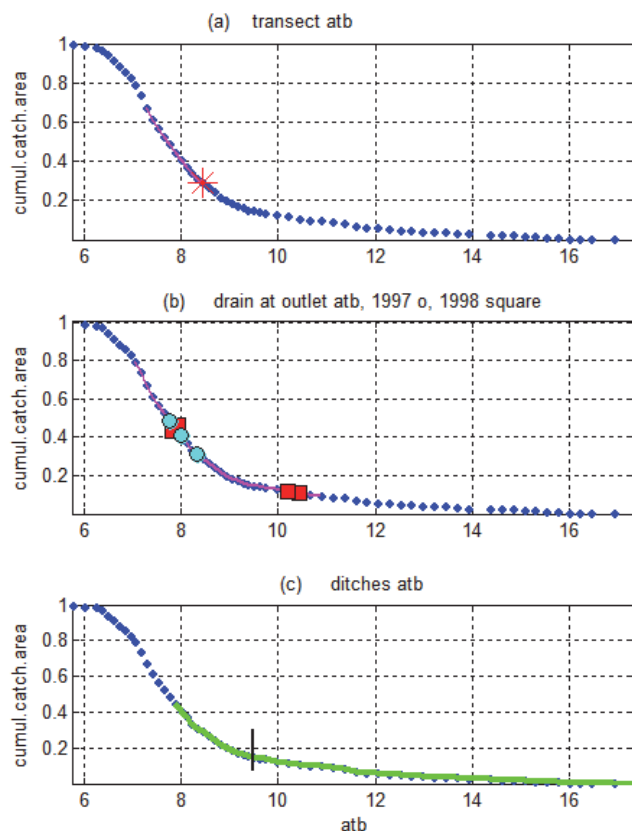 (a) transect atb
cumul.catch.area
1
0.8
0.6
0.4
0.2
6 8 10 12 14 16
(b) drain at outlet atb, 1997 o, 1998 square
cumul.catch.area
1
0.8
0.6
0.4
0.2
6 8 10 12 14 16
(c) ditches atb
cumul.catch.area
1
0.8
0.6
0.4
0.2
6 8 10 12 14 16
atb